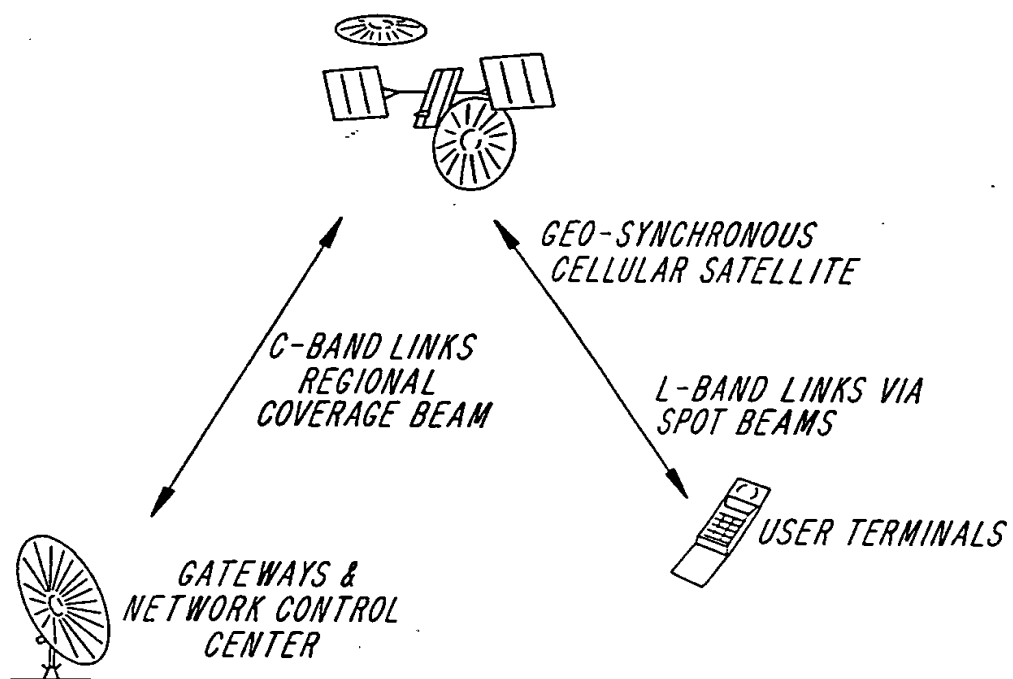 GEO-SYNCHRONOUS
CELLULAR SATELLITE
C-BAND LINKS
REGIONAL
COVERAGE BEAM
L-BAND LINKS VIA
SPOT BEAMS
USER TERMINALS
GATEWAYS &
NETWORK CONTROL
CENTER